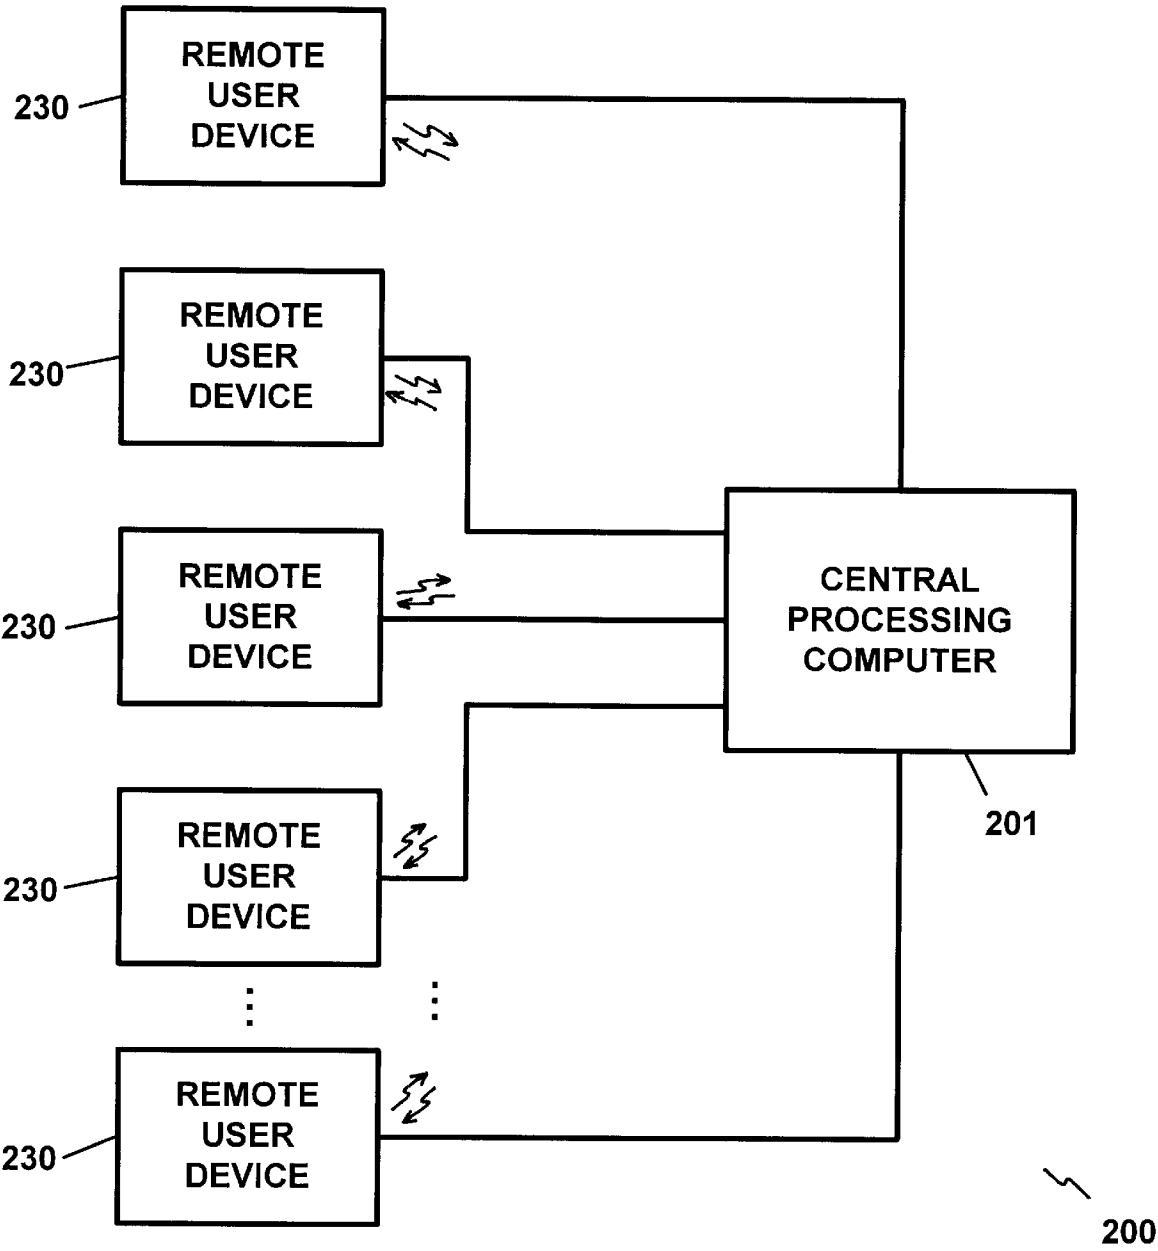 REMOTE
USER
DEVICE
230
REMOTE
USER
DEVICE
230
REMOTE
USER
DEVICE
230
CENTRAL
PROCESSING
COMPUTER
201
REMOTE
USER
DEVICE
230
REMOTE
USER
DEVICE
230
200